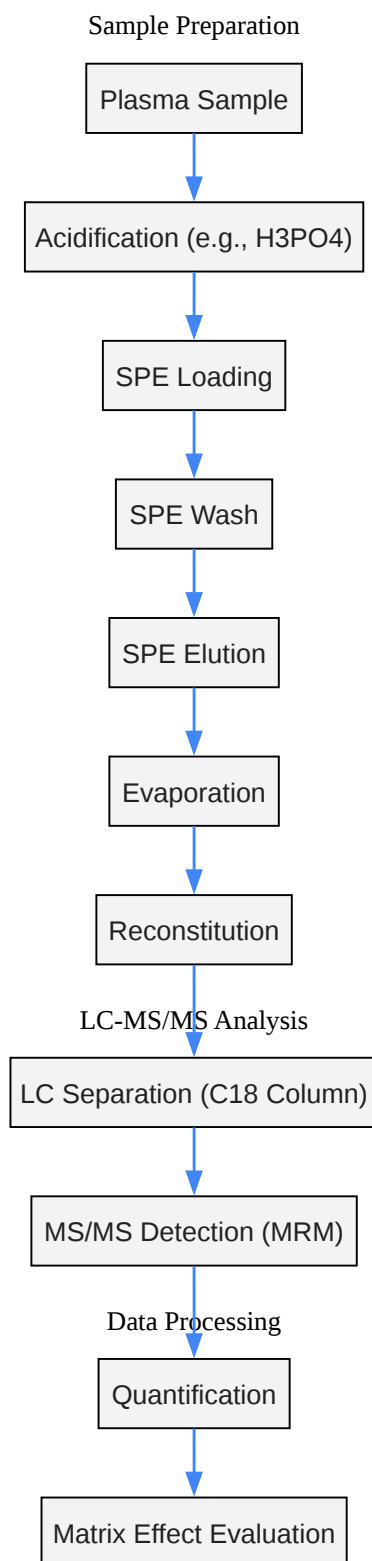 Sample Preparation
Plasma Sample
Acidification (e.g., H3PO4)
SPE Loading
SPE Wash
SPE Elution
Evaporation
Reconstitution
LC-MS/MS Analysis
LC Separation (C18 Column)
MS/MS Detection (MRM)
Data Processing
Quantification
Matrix Effect Evaluation